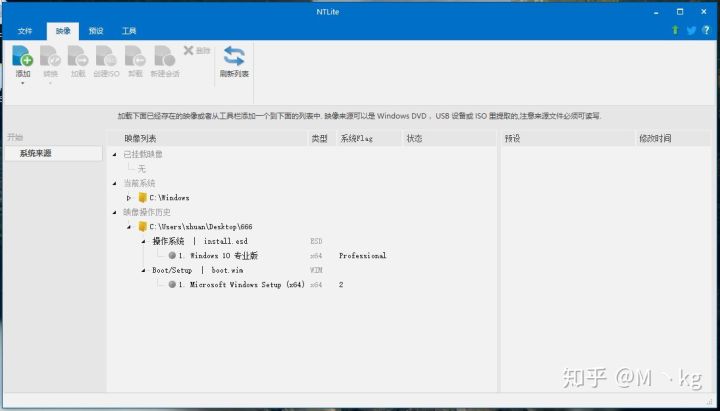 NTLite
文件 映像 预设 工具
添加 转换 加载 创建ISO 卸载 新建会话 删除 刷新列表
加载下面已经存在的映像或者从工具栏添加一个到下面的列表中. 映像来源可以是 Windows DVD , USB 设备或 ISO 里提取的,注意来源文件必须可读写.
开始
系统来源
映像列表 类型 系统Flag 状态 预设 修改时间
已挂载映像
无
当前系统
C:\Windows
映像操作历史
C:\Users\shuan\Desktop\666
操作系统 | install.esd ESD
1. Windows 10 专业版 x64 Professional
Boot/Setup | boot.wim WIM
1. Microsoft Windows Setup (x64) x64 2
知乎 @M丶kg